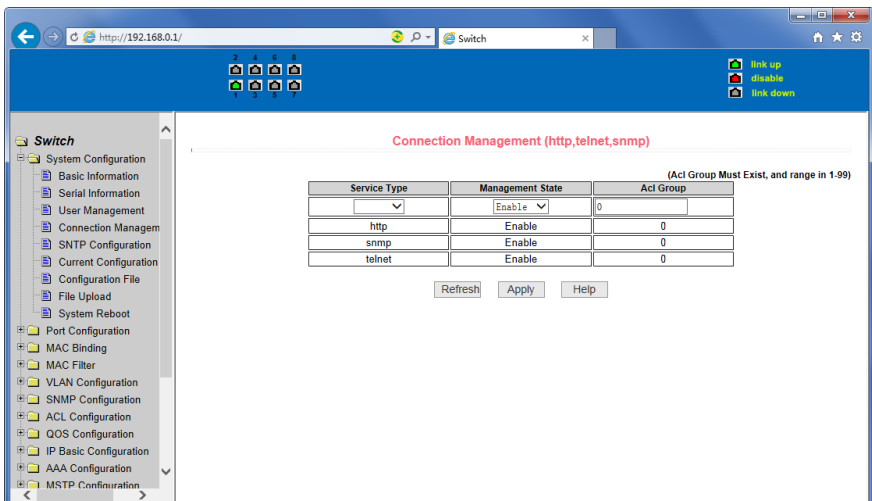 http://192.168.0.1/
Switch
2 4 6 8
1 3 5 7
link up
disable
link down
Switch
System Configuration
Basic Information
Serial Information
User Management
Connection Managem
SNTP Configuration
Current Configuration
Configuration File
File Upload
System Reboot
Port Configuration
MAC Binding
MAC Filter
VLAN Configuration
SNMP Configuration
ACL Configuration
QOS Configuration
IP Basic Configuration
AAA Configuration
MSTP Configuration
Connection Management (http,telnet,snmp)
(Acl Group Must Exist, and range in 1-99)
Service Type Management State Acl Group
Enable 0
http Enable 0
snmp Enable 0
telnet Enable 0
Refresh Apply Help